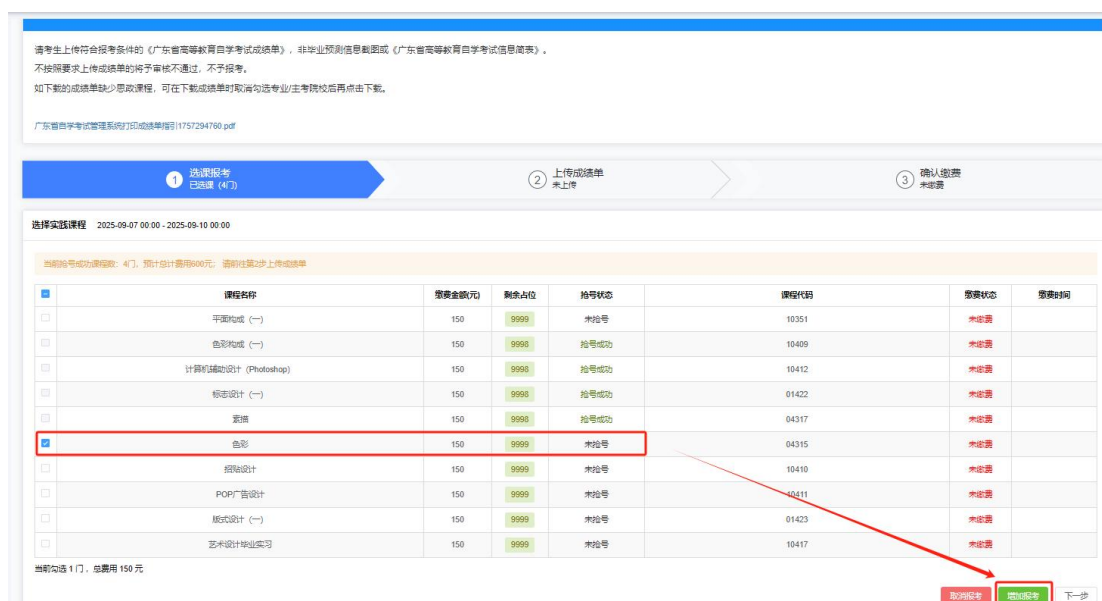 请考生上传符合报考条件的《广东省高等教育自学考试成绩单》，非毕业预测信息截图或《广东省高等教育自学考试信息简表》。
不按照要求上传成绩单的将予审核不通过，不予报考。
如下载的成绩单缺少思政课程，可在下载成绩单时取消勾选专业/主考院校后再点击下载。
广东省自学考试管理系统打印成绩单指引1757294760.pdf
1 选课报考 2 上传成绩单 3 确认缴费
已选课（4门） 未上传 未缴费
选择实践课程 2025-09-07 00:00 - 2025-09-10 00:00
当前抢号成功课程数：4门，预计总计费用600元；请前往第2步上传成绩单
课程名称 缴费金额(元) 剩余占位 抢号状态 课程代码 缴费状态 缴费时间
平面构成（一） 150 9999 未抢号 10351 未缴费
色彩构成（一） 150 9998 抢号成功 10409 未缴费
计算机辅助设计（Photoshop） 150 9998 抢号成功 10412 未缴费
标志设计（一） 150 9998 抢号成功 01422 未缴费
素描 150 9998 抢号成功 04317 未缴费
色彩 150 9999 未抢号 04315 未缴费
招贴设计 150 9999 未抢号 10410 未缴费
POP广告设计 150 9999 未抢号 10411 未缴费
版式设计（一） 150 9999 未抢号 01423 未缴费
艺术设计毕业实习 150 9999 未抢号 10417 未缴费
当前勾选 1 门，总费用 150 元
取消报考 增加报考 下一步